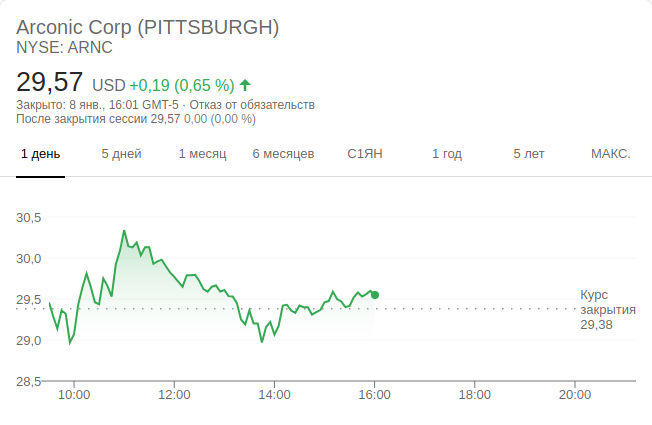 Arconic Corp (PITTSBURGH)
NYSE: ARNC
29,57 USD +0,19 (0,65 %)
Закрыто: 8 янв., 16:01 GMT-5 · Отказ от обязательств
После закрытия сессии 29,57 0,00 (0,00 %)
1 день 5 дней 1 месяц 6 месяцев С1ЯН 1 год 5 лет МАКС.
30,5
30,0
29,5
29,0
28,5
Курс
закрытия
29,38
10:00 12:00 14:00 16:00 18:00 20:00